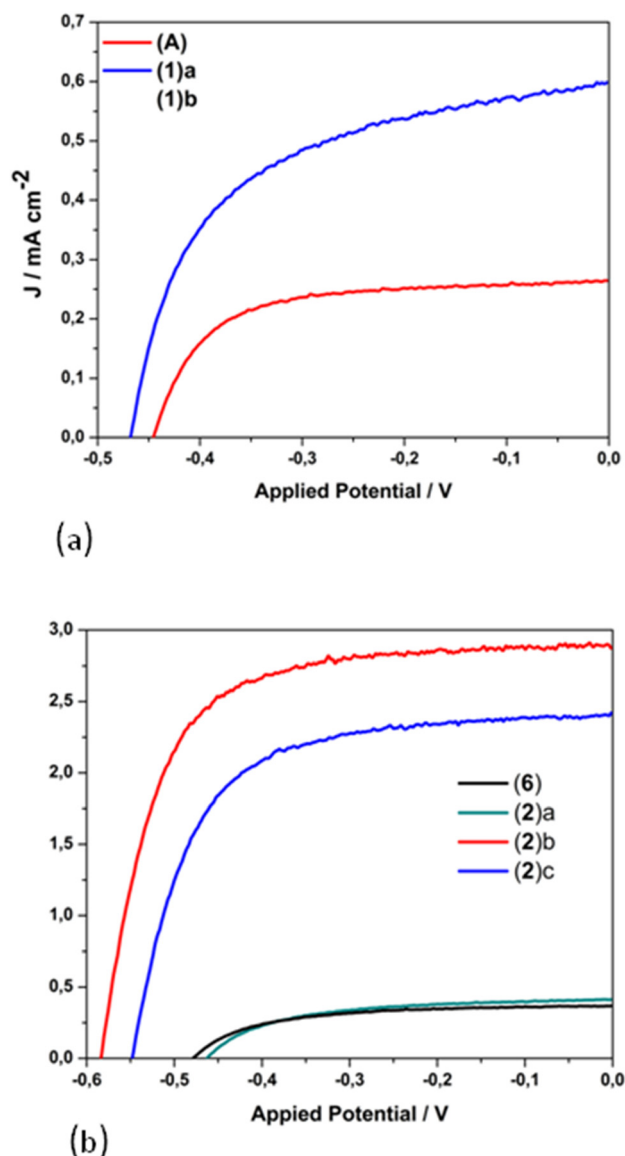 0,7
0,6
0,5
0,4
0,3
0,2
0,1
0,0
J / mA cm-2
(A)
(1)a
(1)b
-0,5 -0,4 -0,3 -0,2 -0,1 0,0
Applied Potential / V
(a)
3,0
2,5
2,0
1,5
1,0
0,5
0,0
(6)
(2)a
(2)b
(2)c
-0,6 -0,5 -0,4 -0,3 -0,2 -0,1 0,0
Appied Potential / V
(b)